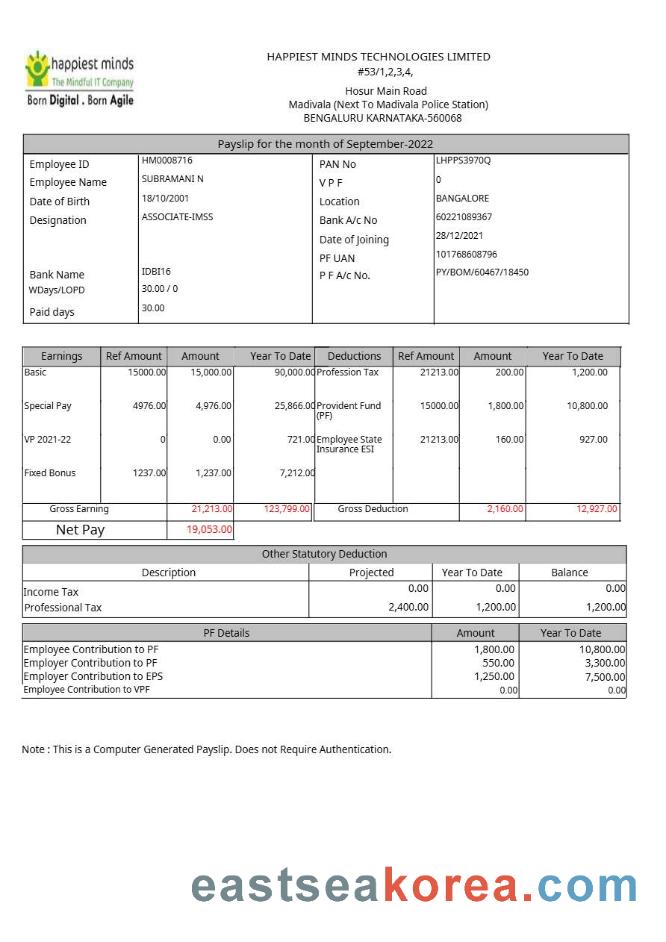 happiest minds
The Mindful IT Company
Born Digital . Born Agile
HAPPIEST MINDS TECHNOLOGIES LIMITED
#53/1,2,3,4,
Hosur Main Road
Madivala (Next To Madivala Police Station)
BENGALURU KARNATAKA-560068
Payslip for the month of September-2022
Employee ID HM0008716 PAN No LHPPS3970Q
Employee Name SUBRAMANI N V P F 0
Date of Birth 18/10/2001 Location BANGALORE
Designation ASSOCIATE-IMSS Bank A/c No 60221089367
Date of Joining 28/12/2021
PF UAN 101768608796
Bank Name IDBI16 P F A/c No. PY/BOM/60467/18450
WDays/LOPD 30.00 / 0
Paid days 30.00
Earnings Ref Amount Amount Year To Date Deductions Ref Amount Amount Year To Date
Basic 15000.00 15,000.00 90,000.00 Profession Tax 21213.00 200.00 1,200.00
Special Pay 4976.00 4,976.00 25,866.00 Provident Fund 15000.00 1,800.00 10,800.00
(PF)
VP 2021-22 0 0.00 721.00 Employee State 21213.00 160.00 927.00
Insurance ESI
Fixed Bonus 1237.00 1,237.00 7,212.00
Gross Earning 21,213.00 123,799.00 Gross Deduction 2,160.00 12,927.00
Net Pay 19,053.00
Other Statutory Deduction
Description Projected Year To Date Balance
Income Tax 0.00 0.00 0.00
Professional Tax 2,400.00 1,200.00 1,200.00
PF Details Amount Year To Date
Employee Contribution to PF 1,800.00 10,800.00
Employer Contribution to PF 550.00 3,300.00
Employer Contribution to EPS 1,250.00 7,500.00
Employee Contribution to VPF 0.00 0.00
Note : This is a Computer Generated Payslip. Does not Require Authentication.
eastseakorea.com